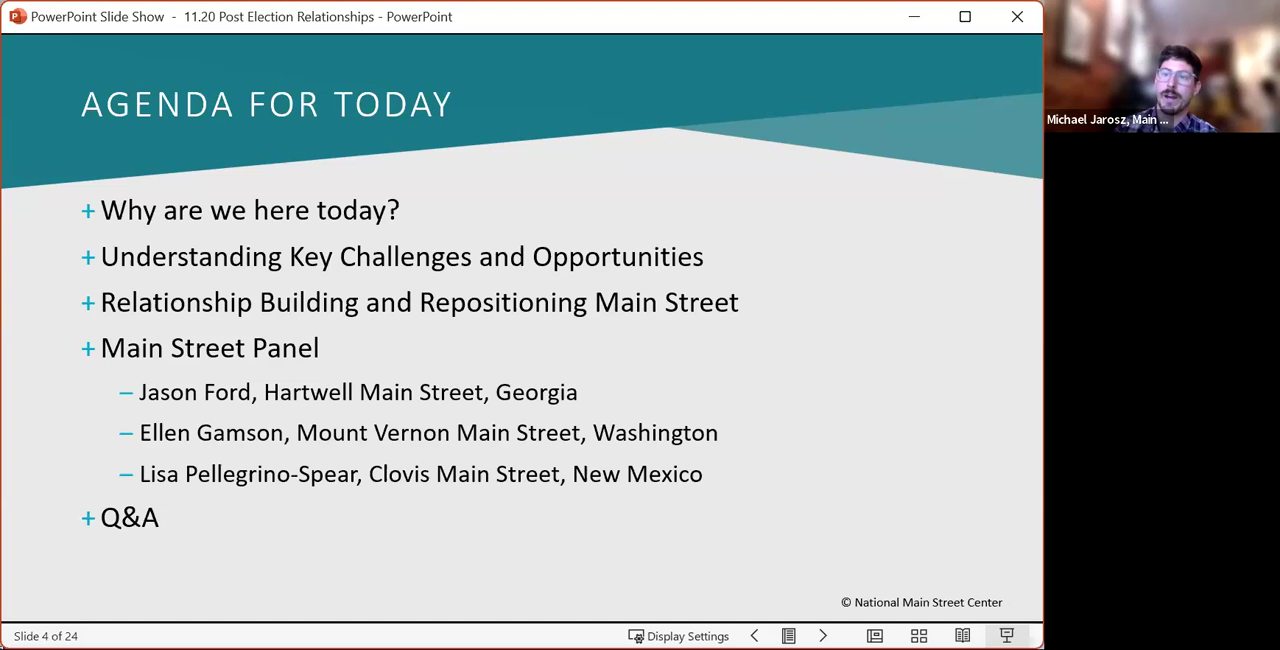 PowerPoint Slide Show - 11.20 Post Election Relationships - PowerPoint
AGENDA FOR TODAY
Michael Jarosz, Main ...
+ Why are we here today?
+ Understanding Key Challenges and Opportunities
+ Relationship Building and Repositioning Main Street
+ Main Street Panel
– Jason Ford, Hartwell Main Street, Georgia
– Ellen Gamson, Mount Vernon Main Street, Washington
– Lisa Pellegrino-Spear, Clovis Main Street, New Mexico
+ Q&A
© National Main Street Center
Slide 4 of 24
Display Settings